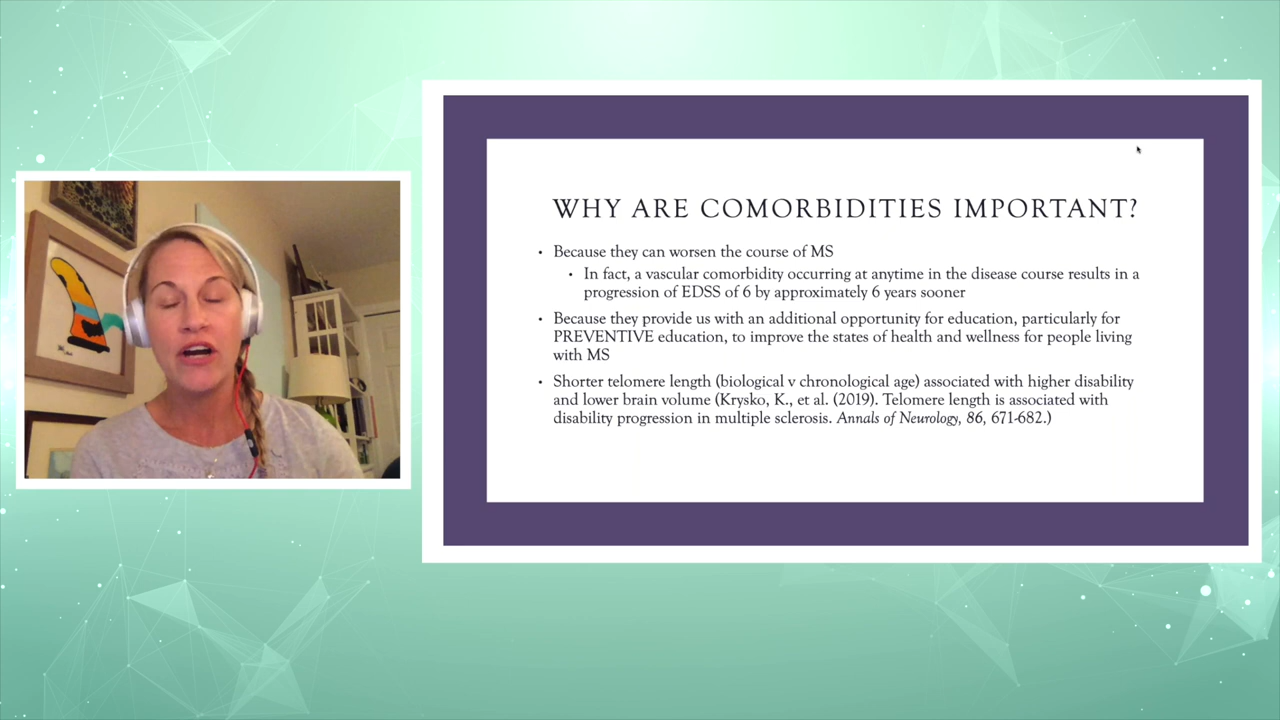 WHY ARE COMORBIDITIES IMPORTANT?
• Because they can worsen the course of MS
• In fact, a vascular comorbidity occurring at anytime in the disease course results in a
progression of EDSS of 6 by approximately 6 years sooner
• Because they provide us with an additional opportunity for education, particularly for
PREVENTIVE education, to improve the states of health and wellness for people living
with MS
• Shorter telomere length (biological v chronological age) associated with higher disability
and lower brain volume (Krysko, K., et al. (2019). Telomere length is associated with
disability progression in multiple sclerosis. Annals of Neurology, 86, 671-682.)